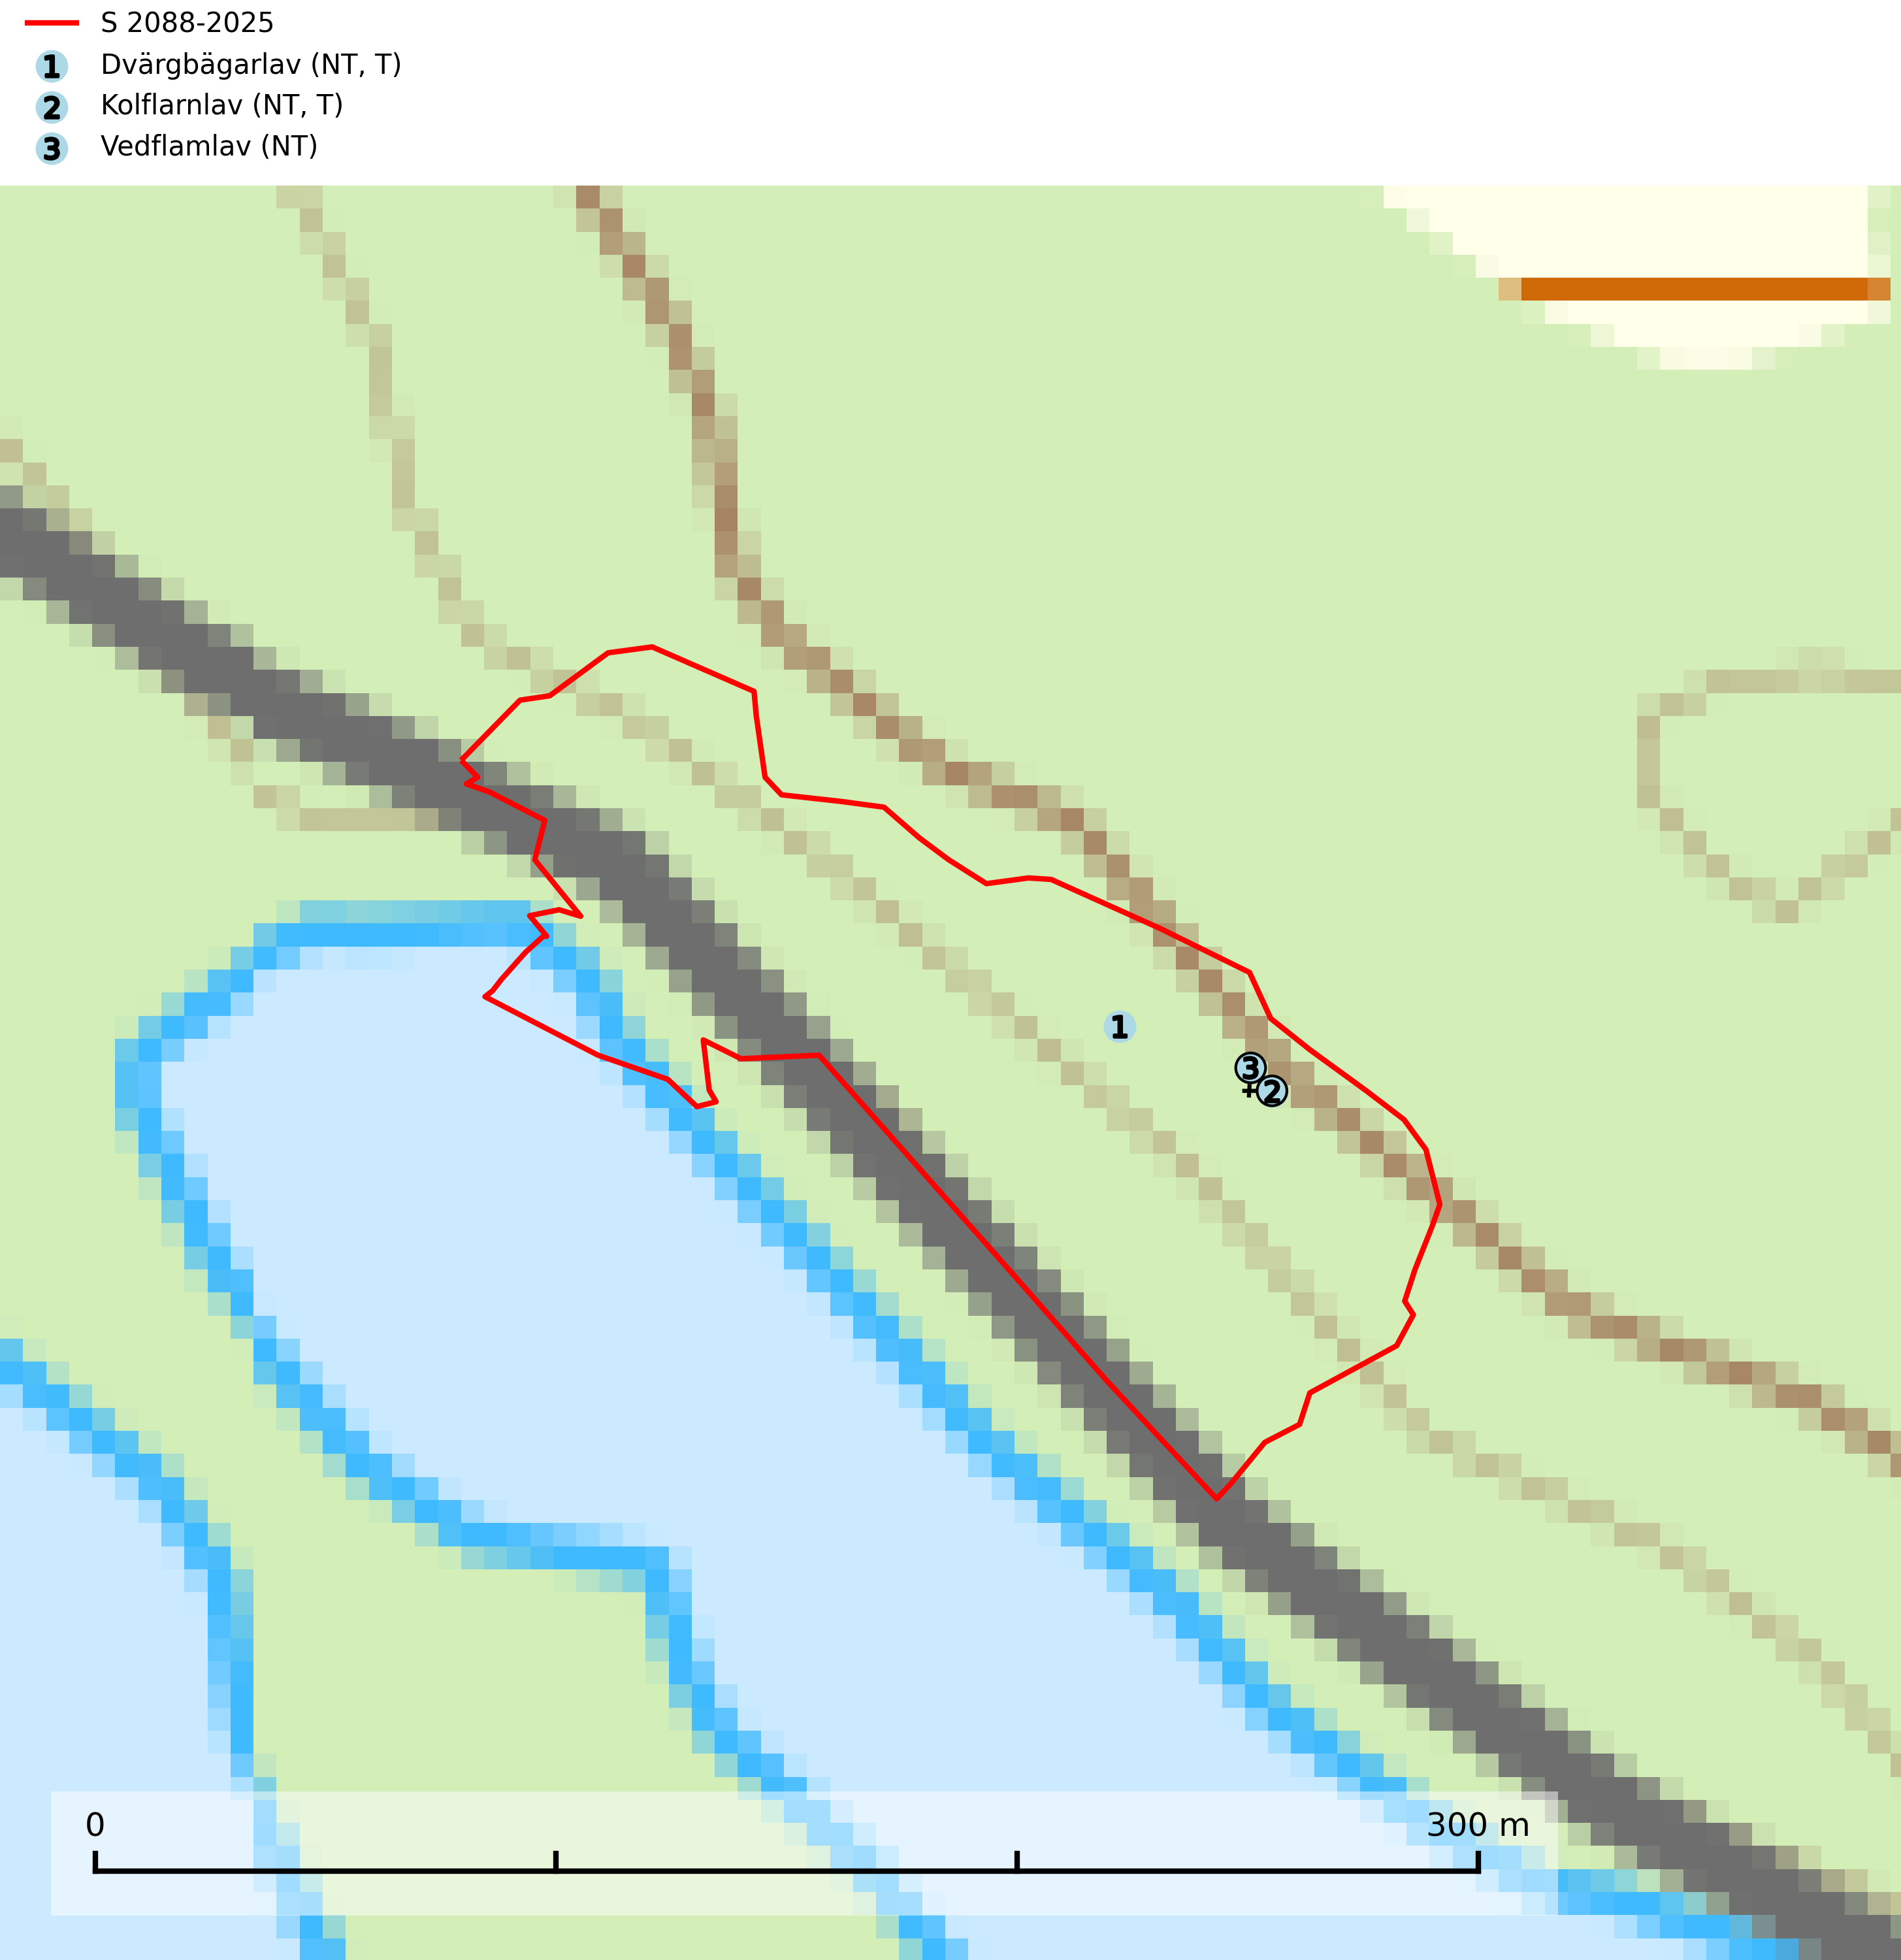 S 2088-2025
1 Dvärgbägarlav (NT, T)
2 Kolflarnlav (NT, T)
3 Vedflamlav (NT)
1
3
2
0 300 m